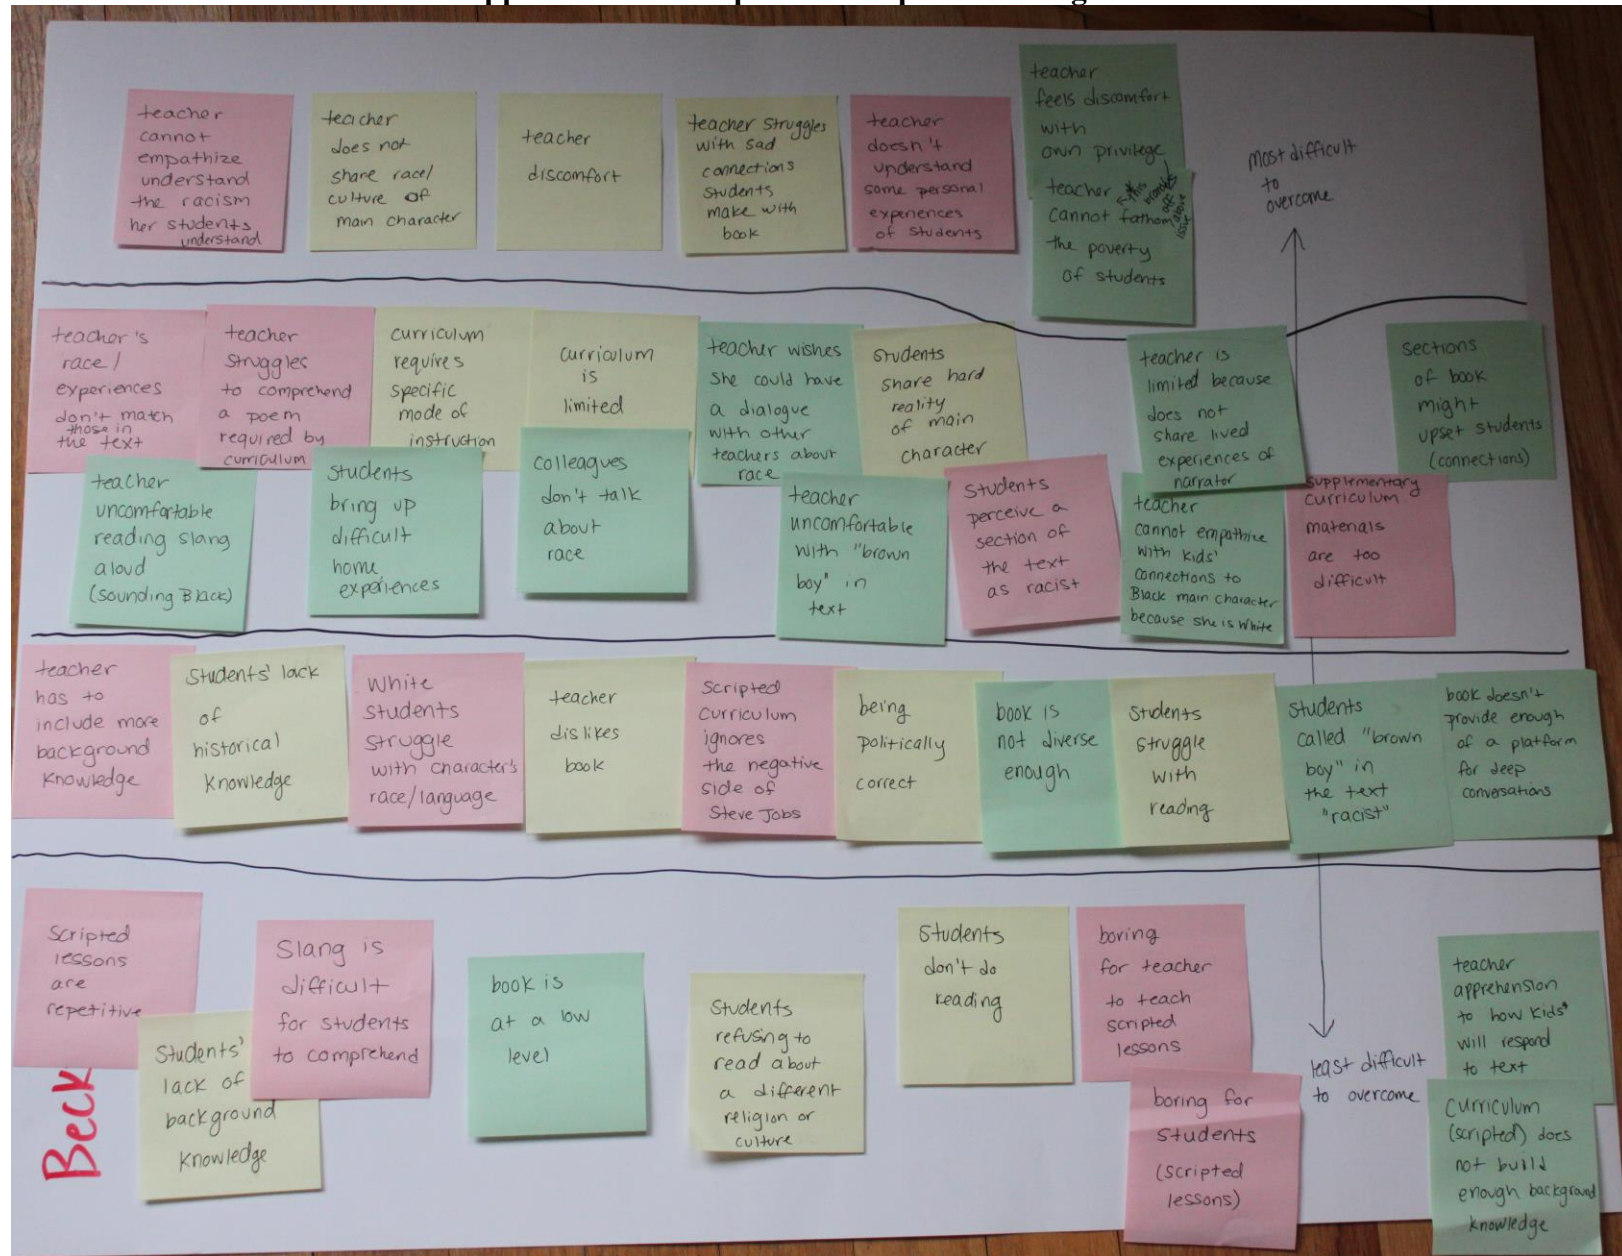 teacher
cannot
empathize
understand
the racism
her students
understand
teacher
does not
share race/
culture of
main character
teacher
discomfort
teacher struggles
with sad
connections
students
make with
book
teacher
doesn't
understand
some personal
experiences
of students
teacher
feels discomfort
with
own privilege
teacher
cannot fathom
the poverty
of students
this
branches
off
above
issue
most difficult
to
overcome
teacher's
race/
experiences
don't match
those in
the text
teacher
struggles
to comprehend
a poem
required by
curriculum
curriculum
requires
specific
mode of
instruction
curriculum
is
limited
teacher wishes
she could have
a dialogue
with other
teachers about
race
students
share hard
reality
of main
character
teacher is
limited because
does not
share lived
experiences of
narrator
sections
of book
might
upset students
(connections)
teacher
uncomfortable
reading slang
aloud
(sounding Black)
students
bring up
difficult
home
experiences
colleagues
don't talk
about
race
teacher
uncomfortable
with "brown
boy" in
text
students
perceive a
section of
the text
as racist
teacher
cannot empathize
with kids'
connections to
Black main character
because she is White
supplementary
curriculum
materials
are too
difficult
teacher
has to
include more
background
knowledge
students' lack
of
historical
knowledge
White
students
struggle
with character's
race/language
teacher
dislikes
book
scripted
curriculum
ignores
the negative
side of
Steve Jobs
being
politically
correct
book is
not diverse
enough
students
struggle
with
reading
students
called "brown
boy" in
the text
"racist"
book doesn't
provide enough
of a platform
for deep
conversations
scripted
lessons
are
repetitive
students'
lack of
background
knowledge
slang is
difficult
for students
to comprehend
book is
at a low
level
students
refusing to
read about
a different
religion or
culture
students
don't do
reading
boring
for teacher
to teach
scripted
lessons
boring for
students
(scripted
lessons)
least difficult
to overcome
teacher
apprehension
to how kids'
will respond
to text
curriculum
(scripted) does
not build
enough background
knowledge
Beck